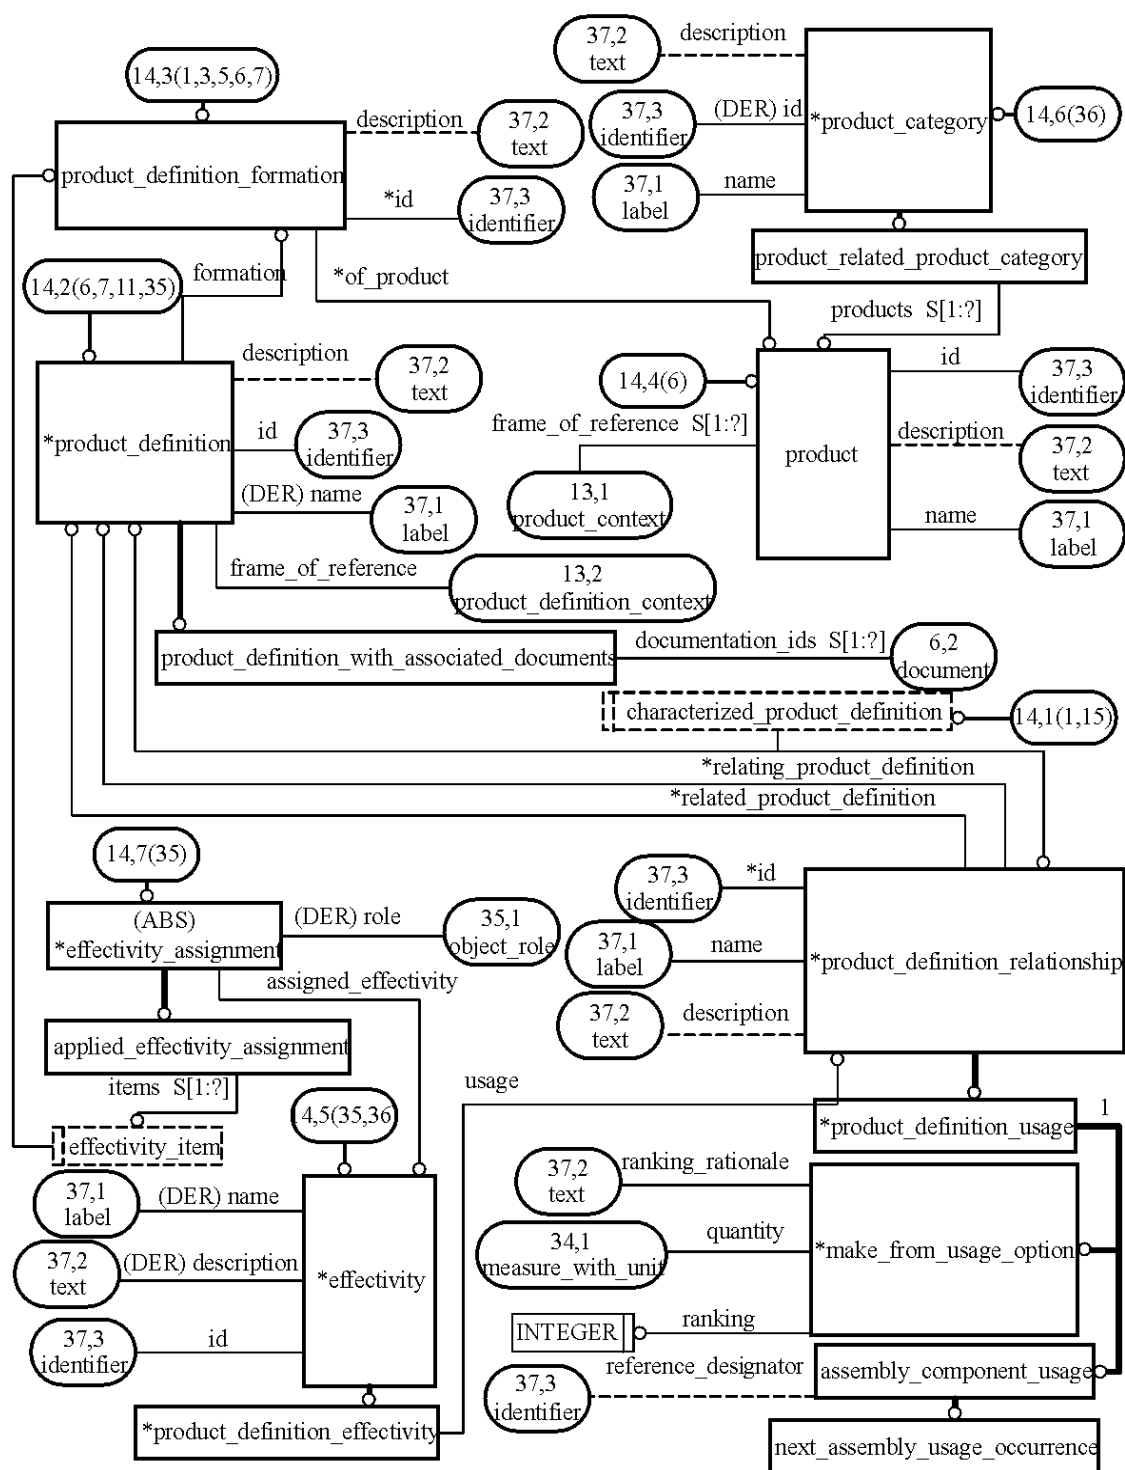 37,2
text
description
*product_category
14,6(36)
37,3
identifier
(DER) id
37,1
label
name
14,3(1,3,5,6,7)
product_definition_formation
description
37,2
text
*id
37,3
identifier
product_related_product_category
products S[1:?]
formation
*of_product
14,2(6,7,11,35)
*product_definition
description
37,2
text
id
37,3
identifier
(DER) name
37,1
label
frame_of_reference
13,2
product_definition_context
14,4(6)
frame_of_reference S[1:?]
13,1
product_context
product
id
37,3
identifier
description
37,2
text
name
37,1
label
product_definition_with_associated_documents
documentation_ids S[1:?]
6,2
document
characterized_product_definition
14,1(1,15)
*relating_product_definition
*related_product_definition
14,7(35)
(ABS)
*effectivity_assignment
(DER) role
35,1
object_role
assigned_effectivity
applied_effectivity_assignment
items S[1:?]
effectivity_item
*id
37,3
identifier
name
37,1
label
description
37,2
text
*product_definition_relationship
usage
4,5(35,36
37,1
label
(DER) name
37,2
text
(DER) description
37,3
identifier
id
*effectivity
*product_definition_effectivity
1
*product_definition_usage
ranking_rationale
37,2
text
quantity
34,1
measure_with_unit
*make_from_usage_option
INTEGER
ranking
reference_designator
37,3
identifier
assembly_component_usage
next_assembly_usage_occurrence